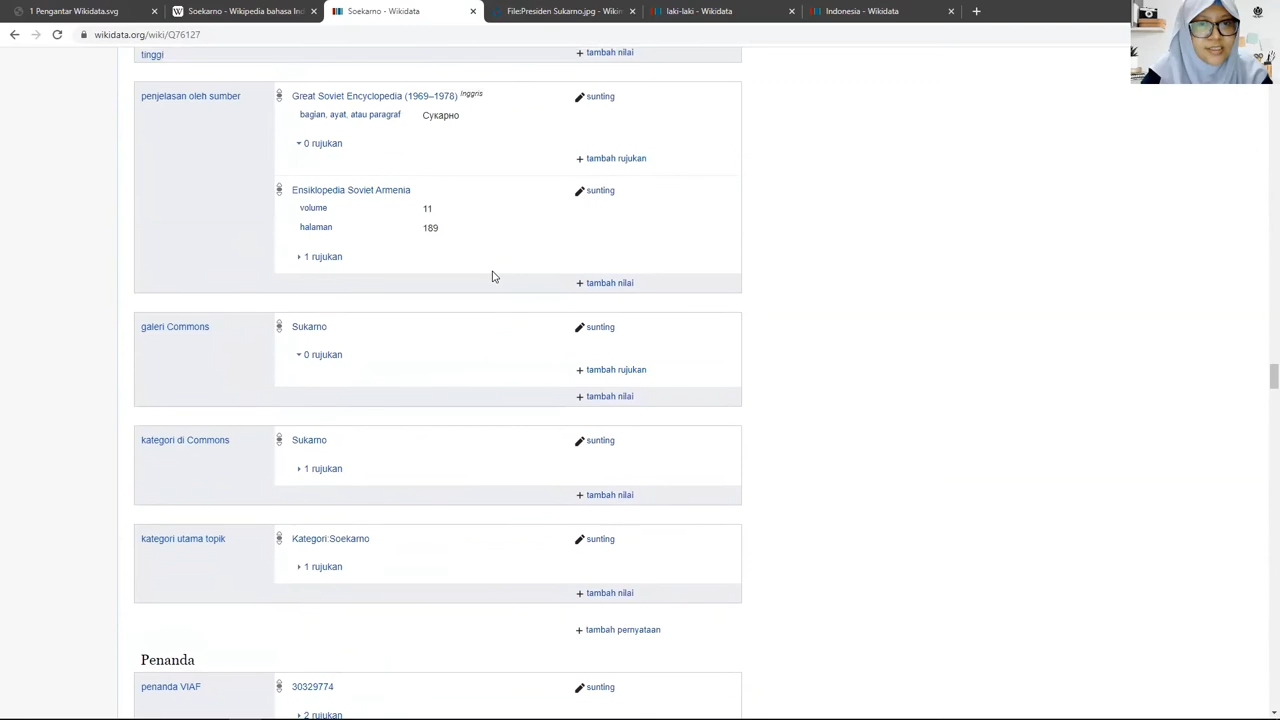 1 Pengantar Wikidata.svg
Soekarno - Wikipedia bahasa Ind
Soekarno - Wikidata
File:Presiden Sukarno.jpg - Wikim
laki-laki - Wikidata
Indonesia - Wikidata
wikidata.org/wiki/Q76127
tinggi
+ tambah nilai
penjelasan oleh sumber
Great Soviet Encyclopedia (1969–1978) Inggris
sunting
bagian, ayat, atau paragraf Сукарно
0 rujukan
+ tambah rujukan
Ensiklopedia Soviet Armenia
sunting
volume 11
halaman 189
1 rujukan
+ tambah nilai
galeri Commons
Sukarno
sunting
0 rujukan
+ tambah rujukan
+ tambah nilai
kategori di Commons
Sukarno
sunting
1 rujukan
+ tambah nilai
kategori utama topik
Kategori:Soekarno
sunting
1 rujukan
+ tambah nilai
+ tambah pernyataan
Penanda
penanda VIAF
30329774
sunting
2 rujukan